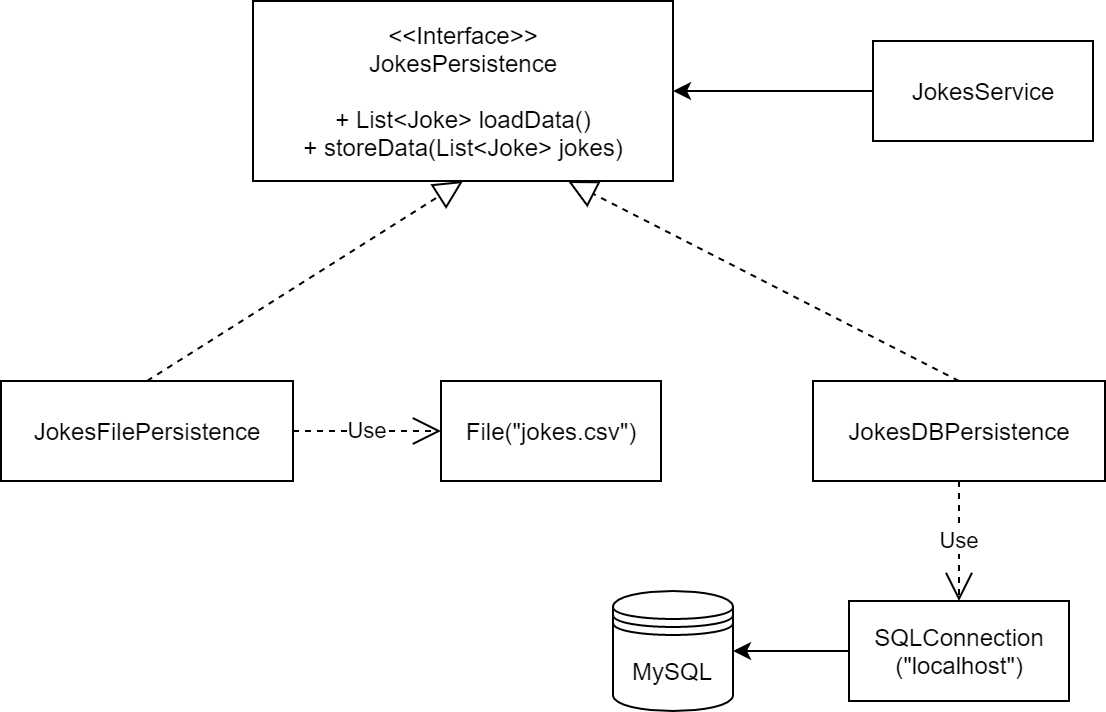 <<Interface>>
JokesPersistence
+ List<Joke> loadData()
+ storeData(List<Joke> jokes)
JokesService
JokesFilePersistence
Use
File("jokes.csv")
JokesDBPersistence
Use
SQLConnection
("localhost")
MySQL